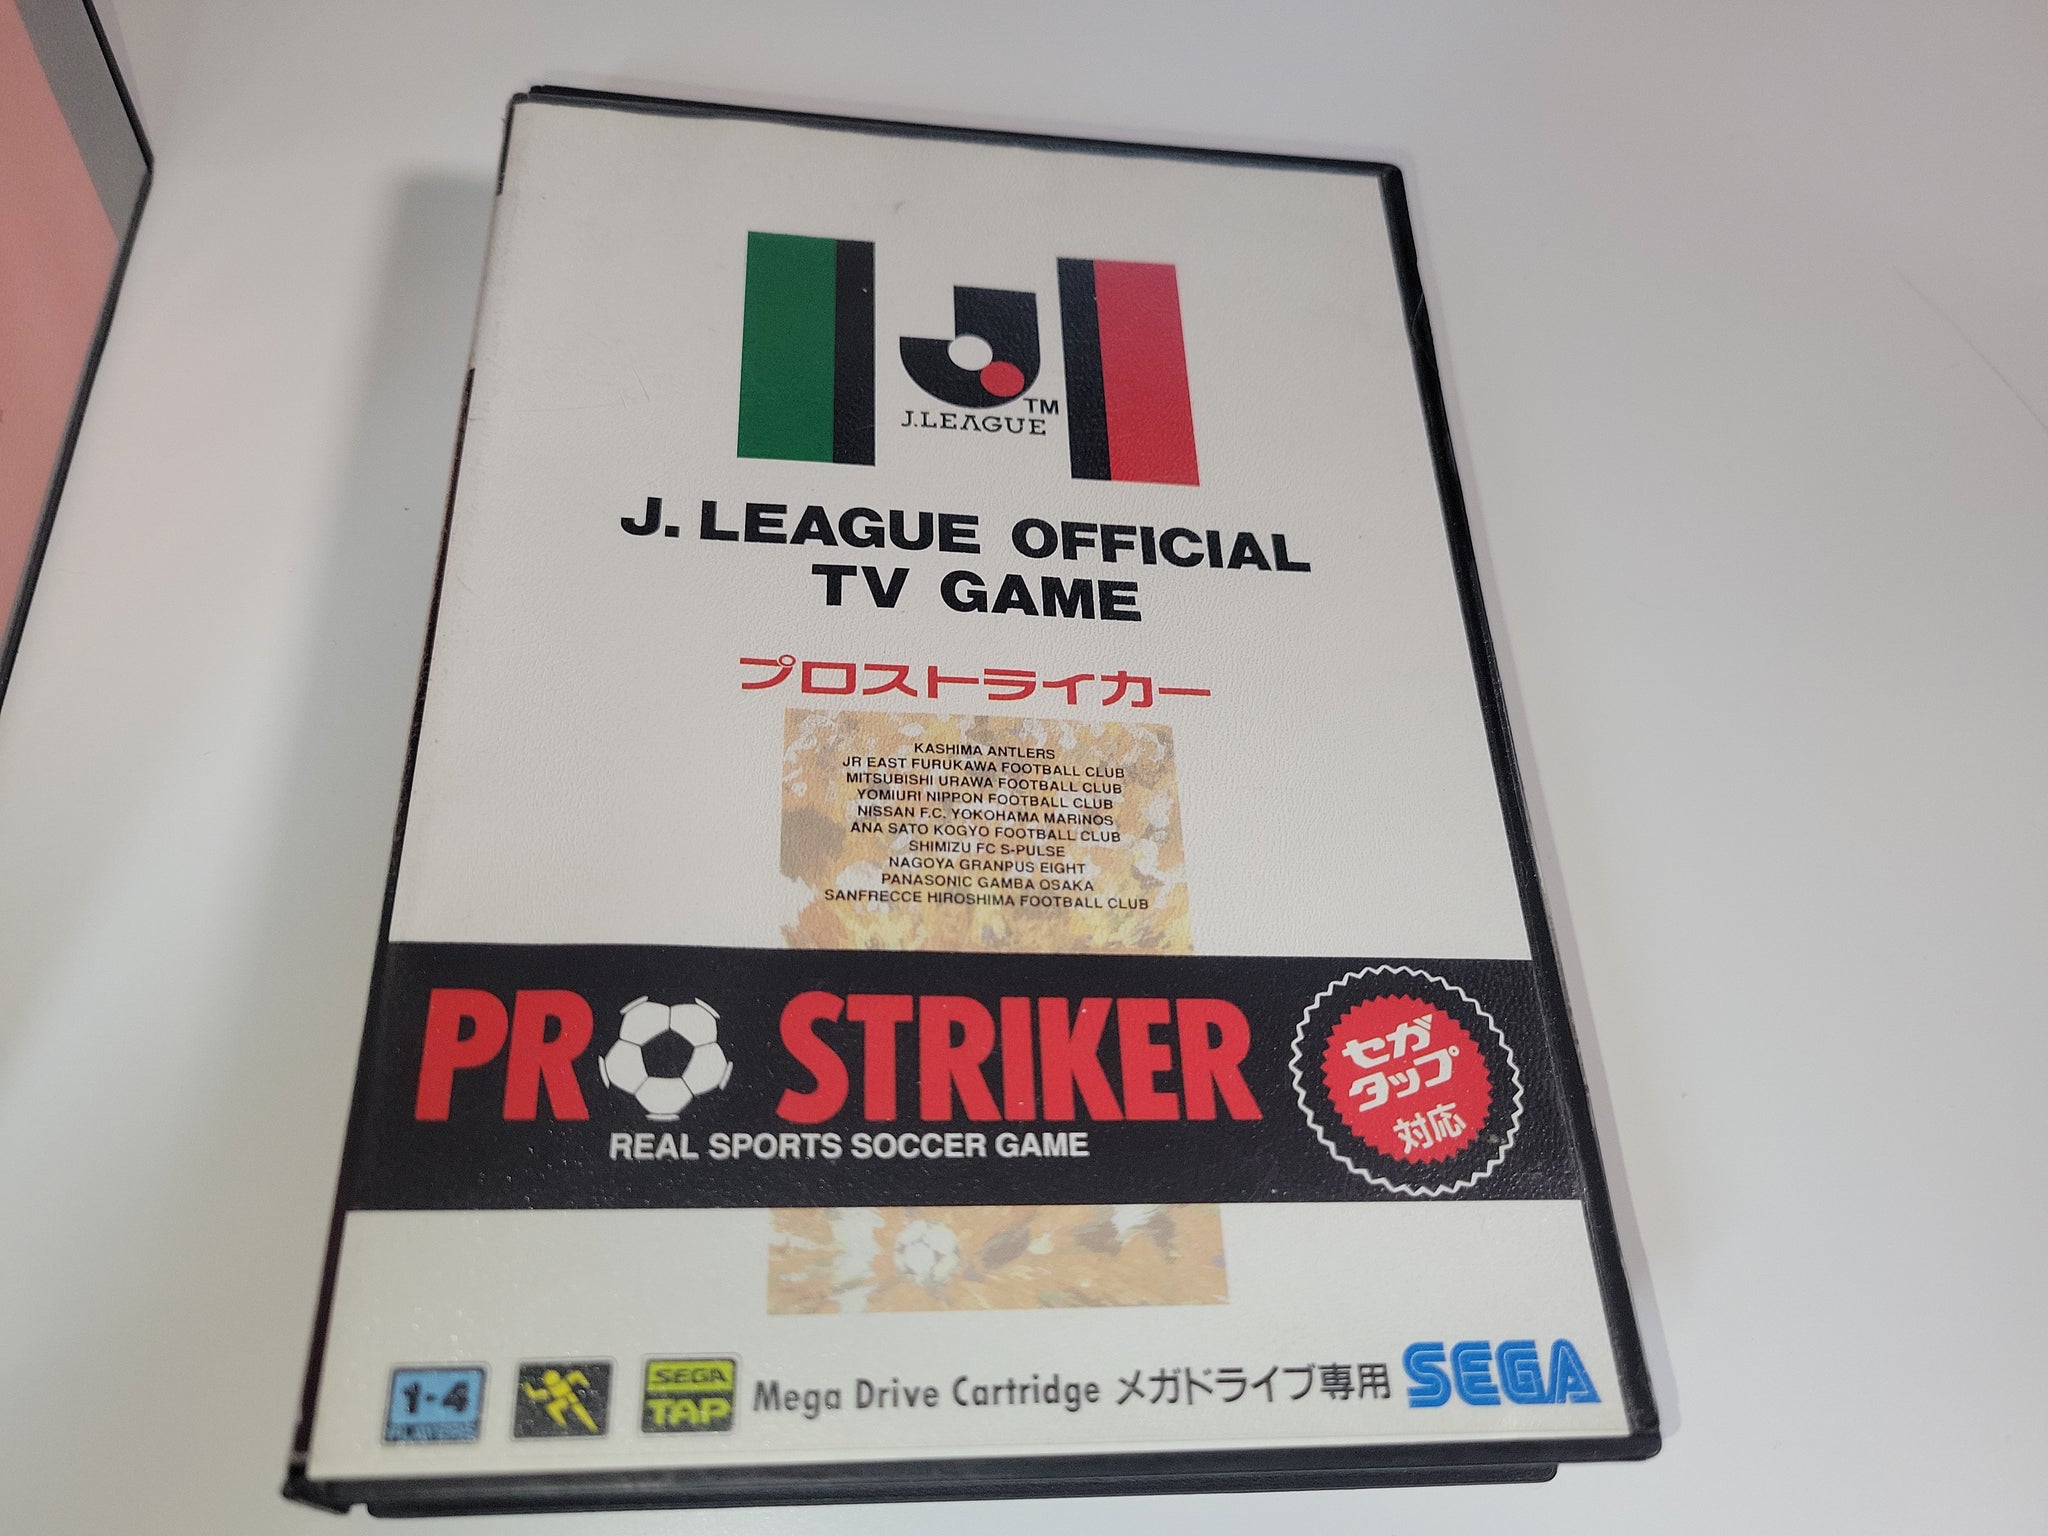 J.LEAGUE TM
J. LEAGUE OFFICIAL
TV GAME
プロストライカー
KASHIMA ANTLERS
JR EAST FURUKAWA FOOTBALL CLUB
MITSUBISHI URAWA FOOTBALL CLUB
YOMIURI NIPPON FOOTBALL CLUB
NISSAN F.C. YOKOHAMA MARINOS
ANA SATO KOGYO FOOTBALL CLUB
SHIMIZU FC S-PULSE
NAGOYA GRANPUS EIGHT
PANASONIC GAMBA OSAKA
SANFRECCE HIROSHIMA FOOTBALL CLUB
PRO STRIKER
REAL SPORTS SOCCER GAME
セガ
タップ
対応
1-4
PLAYERS
SEGA
TAP
Mega Drive Cartridge メガドライブ専用 SEGA